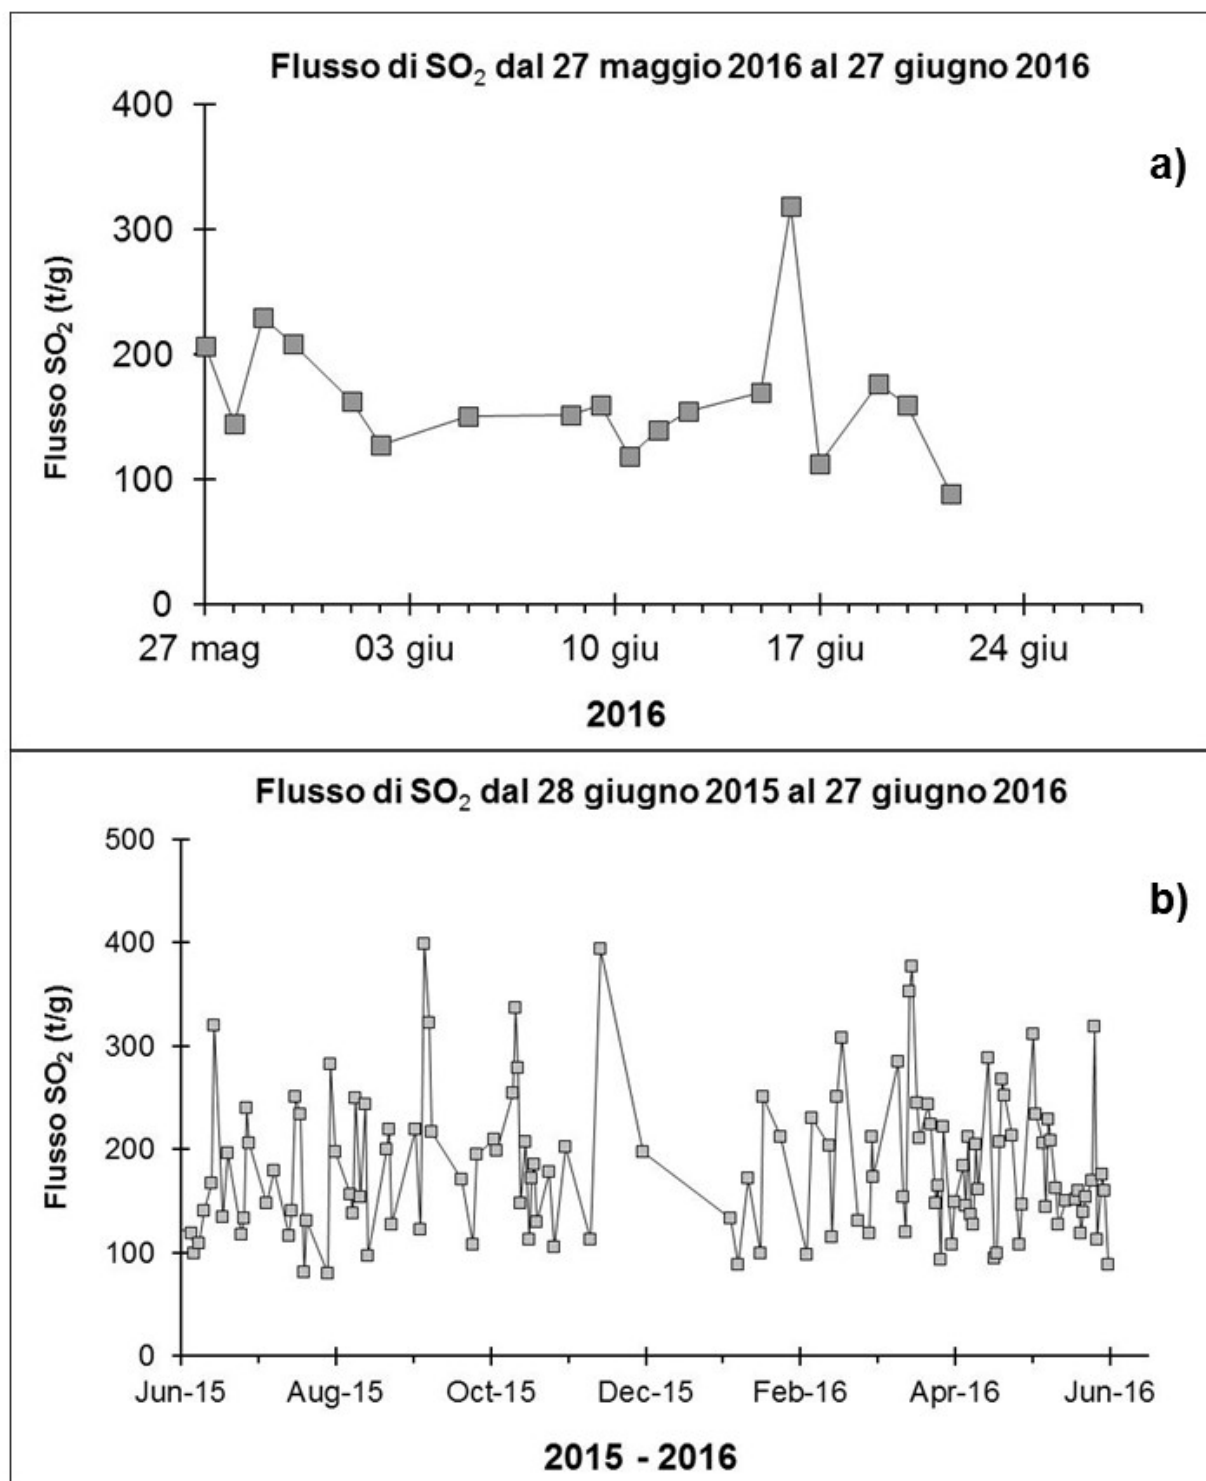 Flusso di SO₂ dal 27 maggio 2016 al 27 giugno 2016
a)
400
300
200
100
0
Flusso SO₂ (t/g)
27 mag 03 giu 10 giu 17 giu 24 giu
2016
Flusso di SO₂ dal 28 giugno 2015 al 27 giugno 2016
b)
500
400
300
200
100
0
Flusso SO₂ (t/g)
Jun-15 Aug-15 Oct-15 Dec-15 Feb-16 Apr-16 Jun-16
2015 - 2016